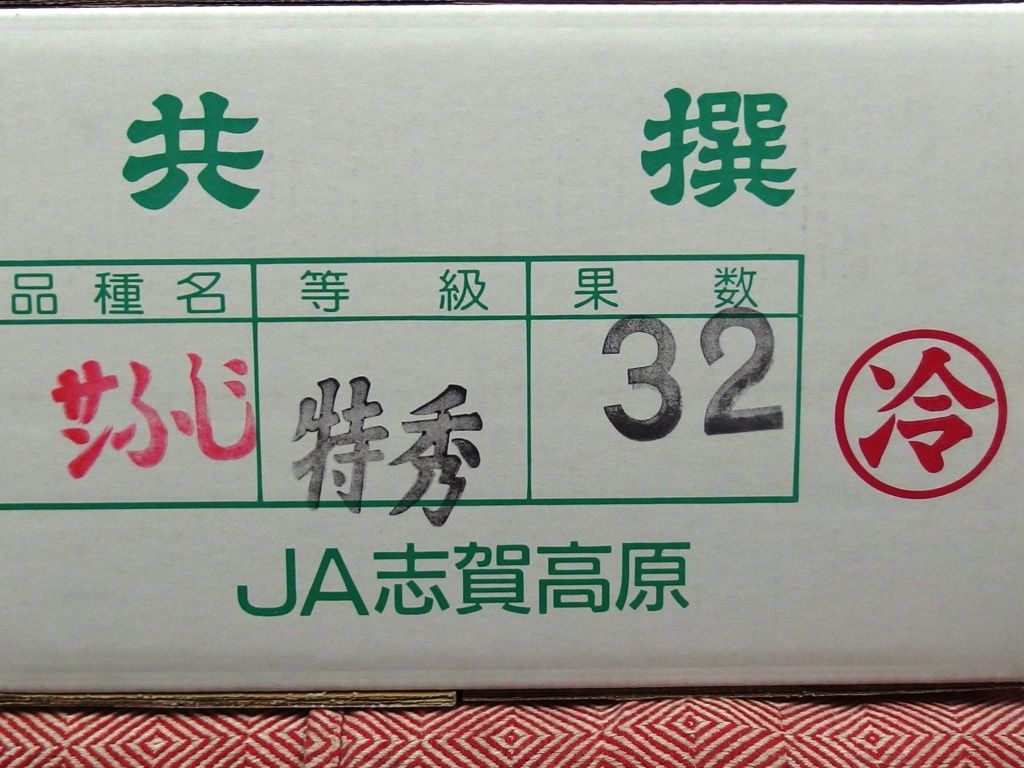 共撰
品種名 等級 果数
サンふじ 特秀 32
冷
JA志賀高原